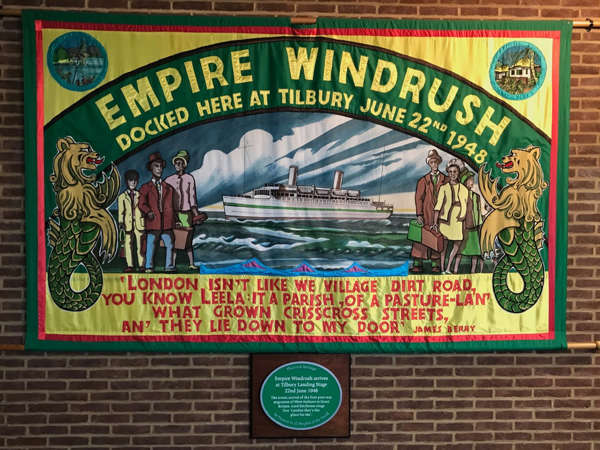 EMPIRE WINDRUSH
DOCKED HERE AT TILBURY JUNE 22ND 1948
'LONDON, ISN'T LIKE WE VILLAGE DIRT ROAD,
YOU KNOW LEELA: IT A PARISH, OF A PASTURE-LAN'
WHAT GROWN CRISSCROSS STREETS,
AN' THEY LIE DOWN TO MY DOOR' JAMES BERRY
Thurrock Heritage
Empire Windrush arrives
at Tilbury Landing Stage
22nd June 1948